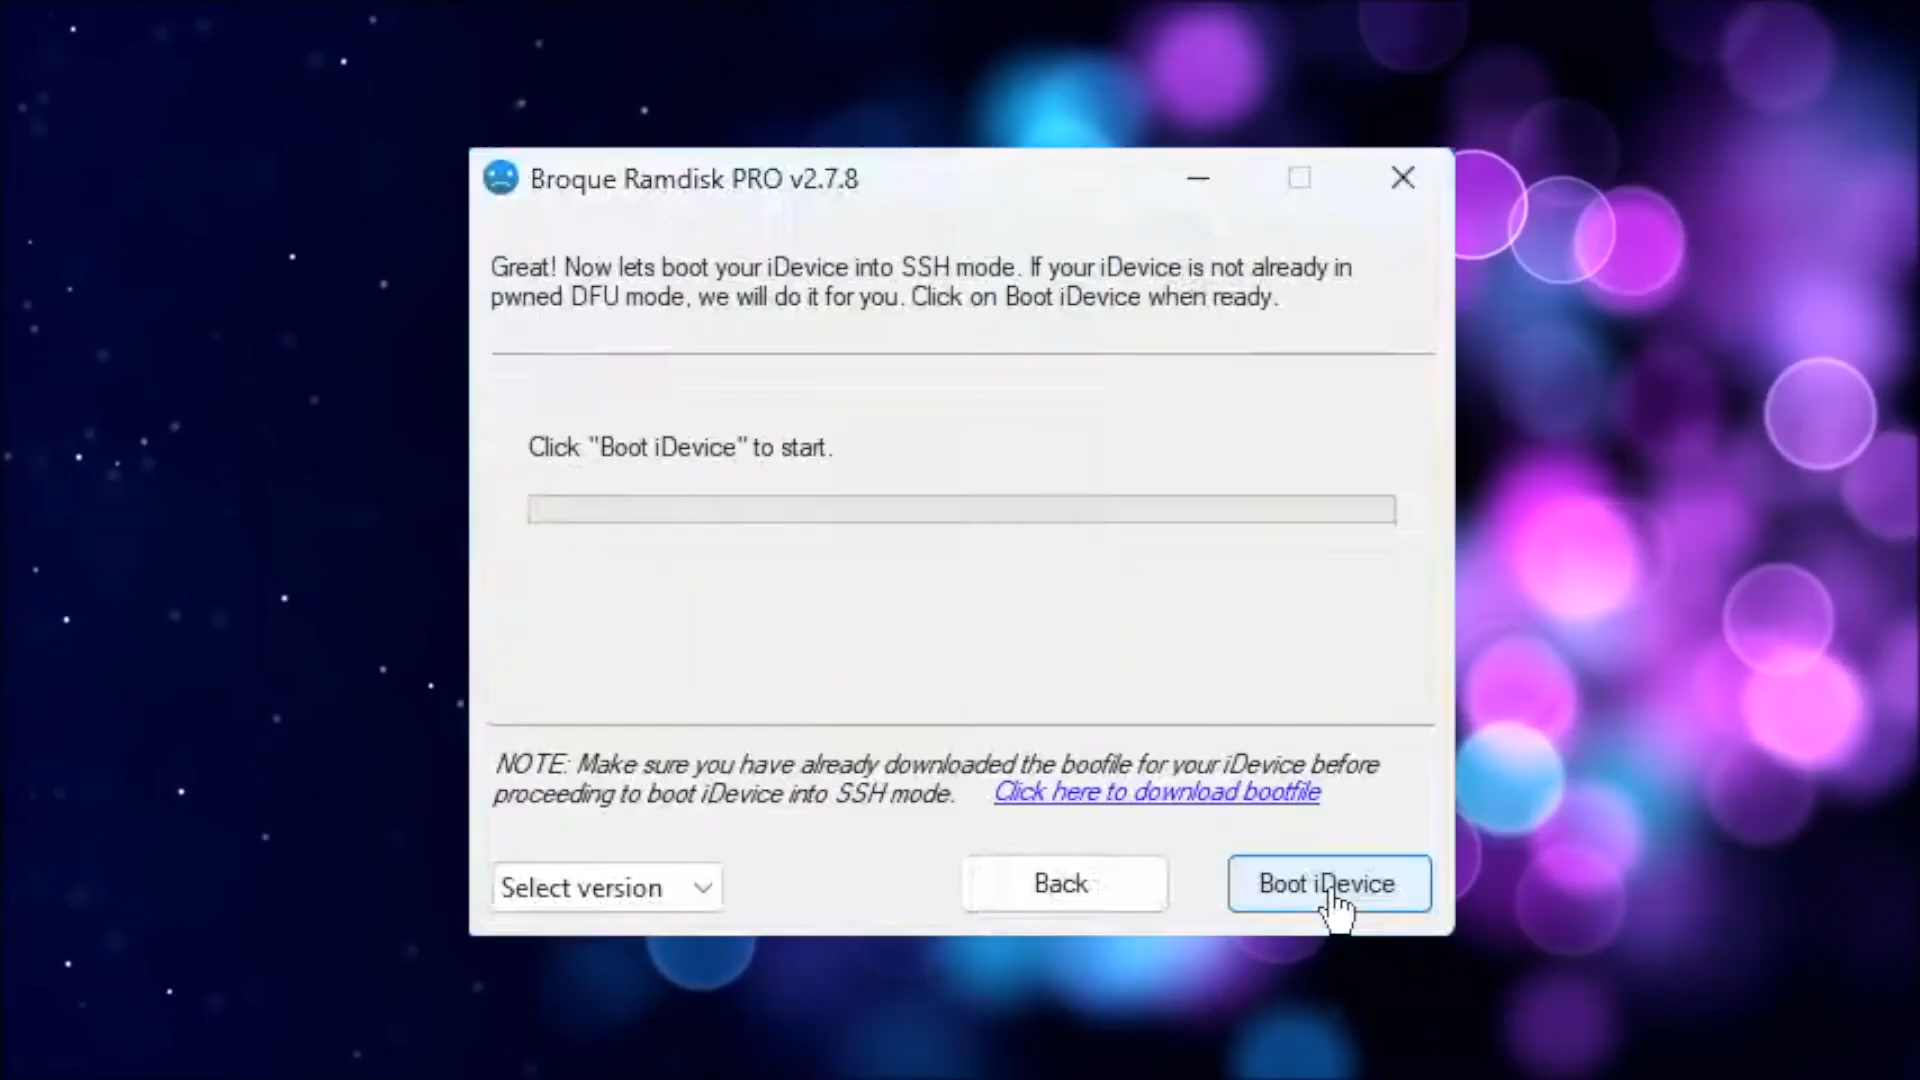 Broque Ramdisk PRO v2.7.8
Great! Now lets boot your iDevice into SSH mode. If your iDevice is not already in
pwned DFU mode, we will do it for you. Click on Boot iDevice when ready.
Click "Boot iDevice" to start.
NOTE: Make sure you have already downloaded the boofile for your iDevice before
proceeding to boot iDevice into SSH mode. Click here to download bootfile
Select version
Back
Boot iDevice